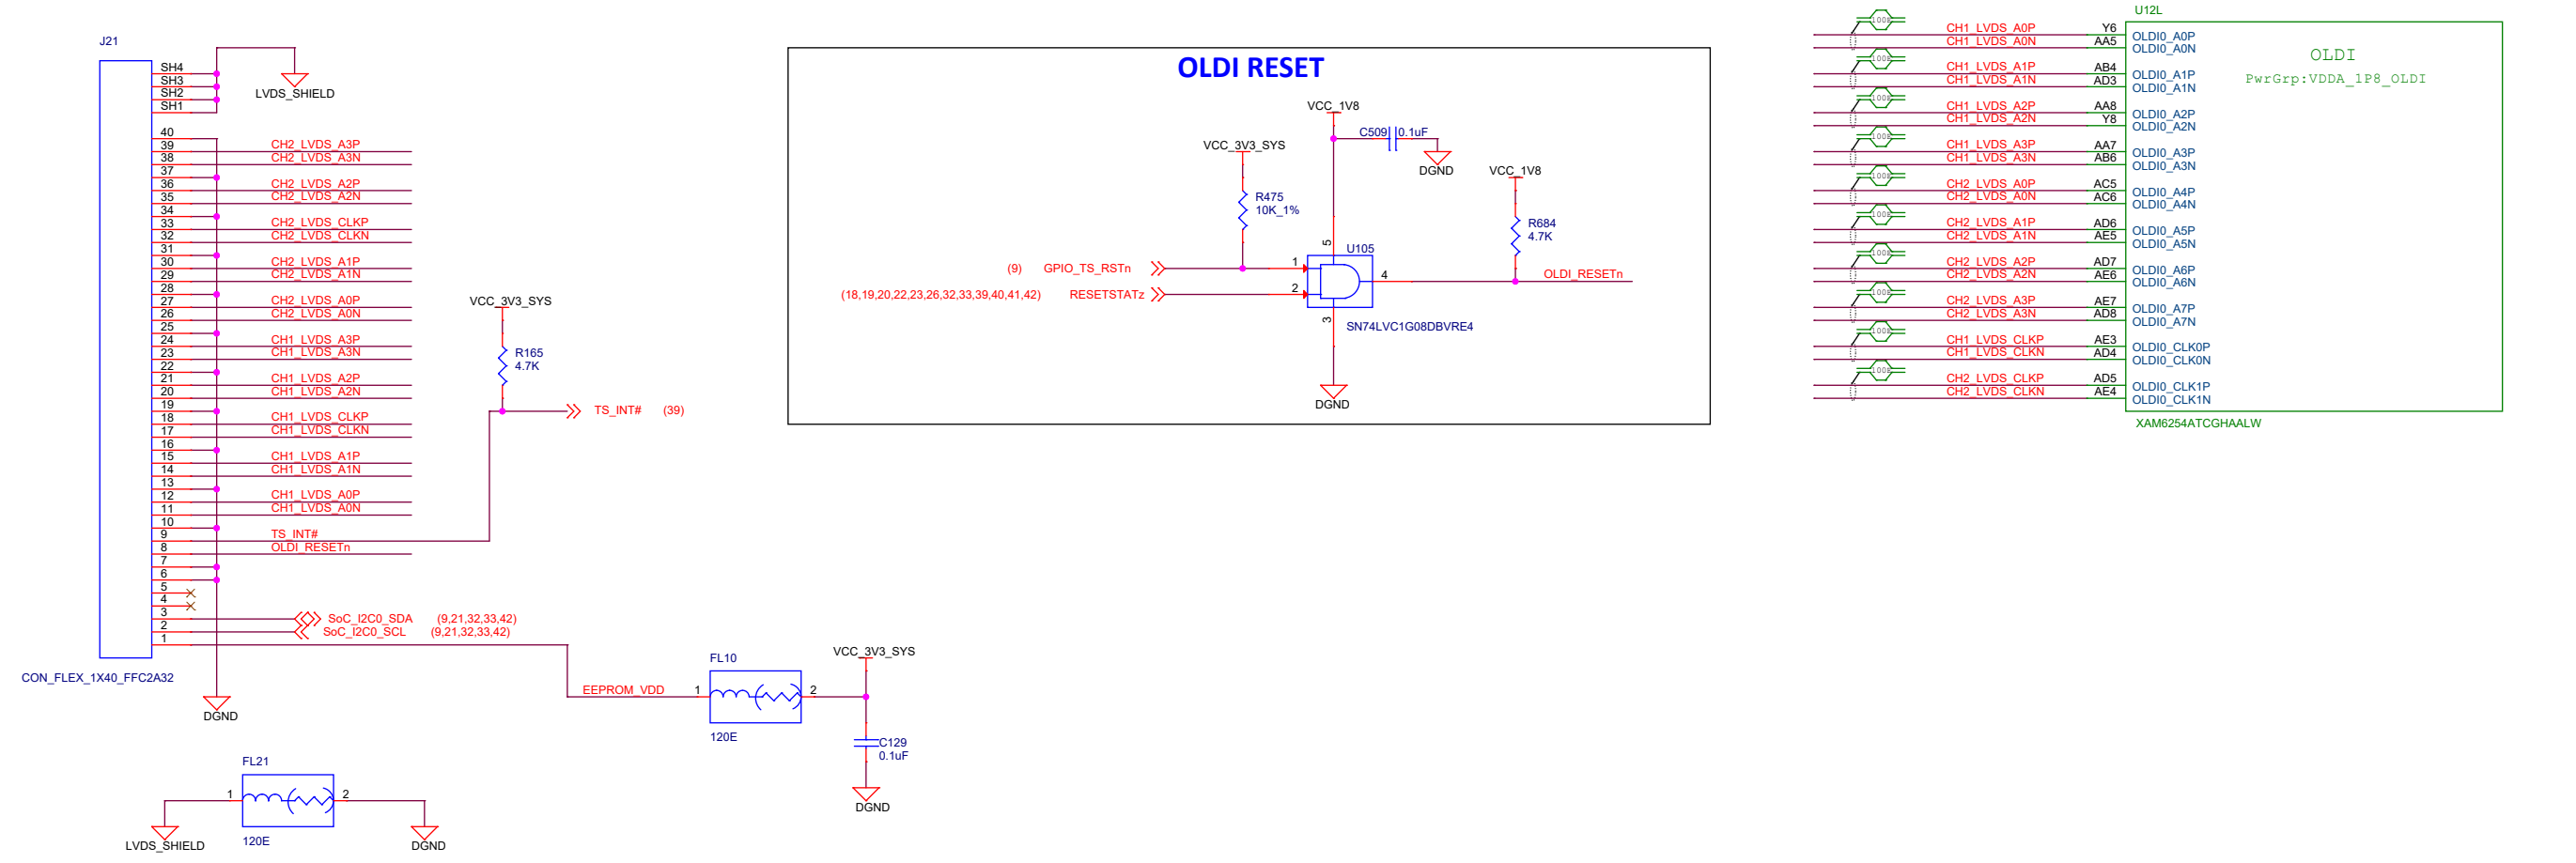 J21
SH4
SH3
SH2
SH1
LVDS_SHIELD
40
39 CH2_LVDS_A3P
38 CH2_LVDS_A3N
37
36 CH2_LVDS_A2P
35 CH2_LVDS_A2N
34
33 CH2_LVDS_CLKP
32 CH2_LVDS_CLKN
31
30 CH2_LVDS_A1P
29 CH2_LVDS_A1N
28
27 CH2_LVDS_A0P
26 CH2_LVDS_A0N
25
24 CH1_LVDS_A3P
23 CH1_LVDS_A3N
22
21 CH1_LVDS_A2P
20 CH1_LVDS_A2N
19
18 CH1_LVDS_CLKP
17 CH1_LVDS_CLKN
16
15 CH1_LVDS_A1P
14 CH1_LVDS_A1N
13
12 CH1_LVDS_A0P
11 CH1_LVDS_A0N
10
9 TS_INT#
8 OLDI_RESETn
7
6
5
4
3 SoC_I2C0_SDA (9,21,32,33,42)
2 SoC_I2C0_SCL (9,21,32,33,42)
1
CON_FLEX_1X40_FFC2A32
DGND
VCC_3V3_SYS
R165
4.7K
TS_INT# (39)
EEPROM_VDD
FL10
1 2
120E
VCC_3V3_SYS
C129
0.1uF
DGND
FL21
1 2
120E
LVDS_SHIELD
DGND
OLDI RESET
VCC_1V8
C509 0.1uF
DGND
VCC_3V3_SYS
R475
10K_1%
VCC_1V8
R684
4.7K
5
U105
(9) GPIO_TS_RSTn 1
4 OLDI_RESETn
(18,19,20,22,23,26,32,33,39,40,41,42) RESETSTATz 2
3
SN74LVC1G08DBVRE4
DGND
U12L
OLDI
PwrGrp:VDDA_1P8_OLDI
CH1_LVDS_A0P Y6 OLDI0_A0P
CH1_LVDS_A0N AA5 OLDI0_A0N
CH1_LVDS_A1P AB4 OLDI0_A1P
CH1_LVDS_A1N AD3 OLDI0_A1N
CH1_LVDS_A2P AA8 OLDI0_A2P
CH1_LVDS_A2N Y8 OLDI0_A2N
CH1_LVDS_A3P AA7 OLDI0_A3P
CH1_LVDS_A3N AB6 OLDI0_A3N
CH2_LVDS_A0P AC5 OLDI0_A4P
CH2_LVDS_A0N AC6 OLDI0_A4N
CH2_LVDS_A1P AD6 OLDI0_A5P
CH2_LVDS_A1N AE5 OLDI0_A5N
CH2_LVDS_A2P AD7 OLDI0_A6P
CH2_LVDS_A2N AE6 OLDI0_A6N
CH2_LVDS_A3P AE7 OLDI0_A7P
CH2_LVDS_A3N AD8 OLDI0_A7N
CH1_LVDS_CLKP AE3 OLDI0_CLK0P
CH1_LVDS_CLKN AD4 OLDI0_CLK0N
CH2_LVDS_CLKP AD5 OLDI0_CLK1P
CH2_LVDS_CLKN AE4 OLDI0_CLK1N
XAM6254ATCGHAALW